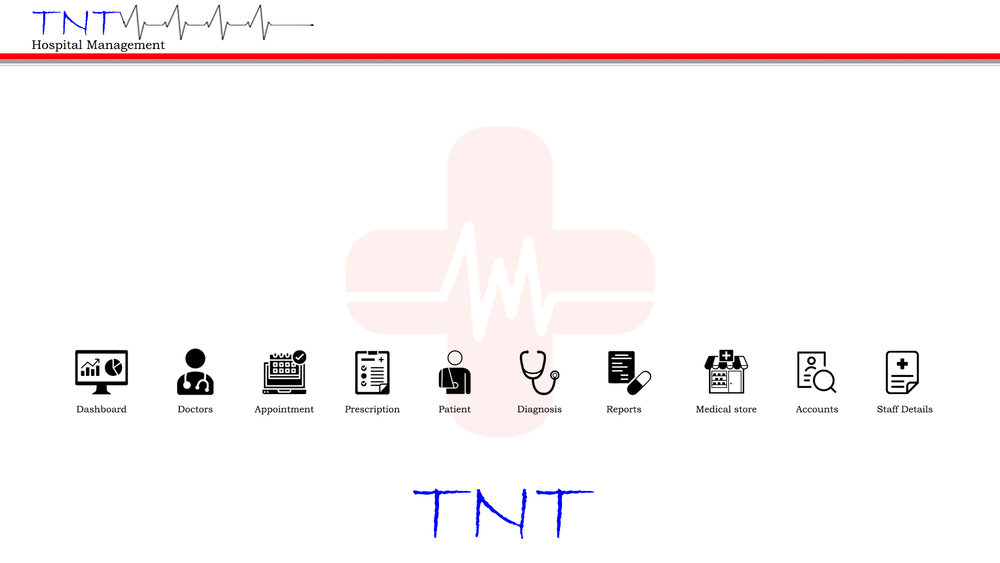 TNT
Hospital Management
Dashboard
Doctors
Appointment
Prescription
Patient
Diagnosis
Reports
Medical store
Accounts
Staff Details
TNT